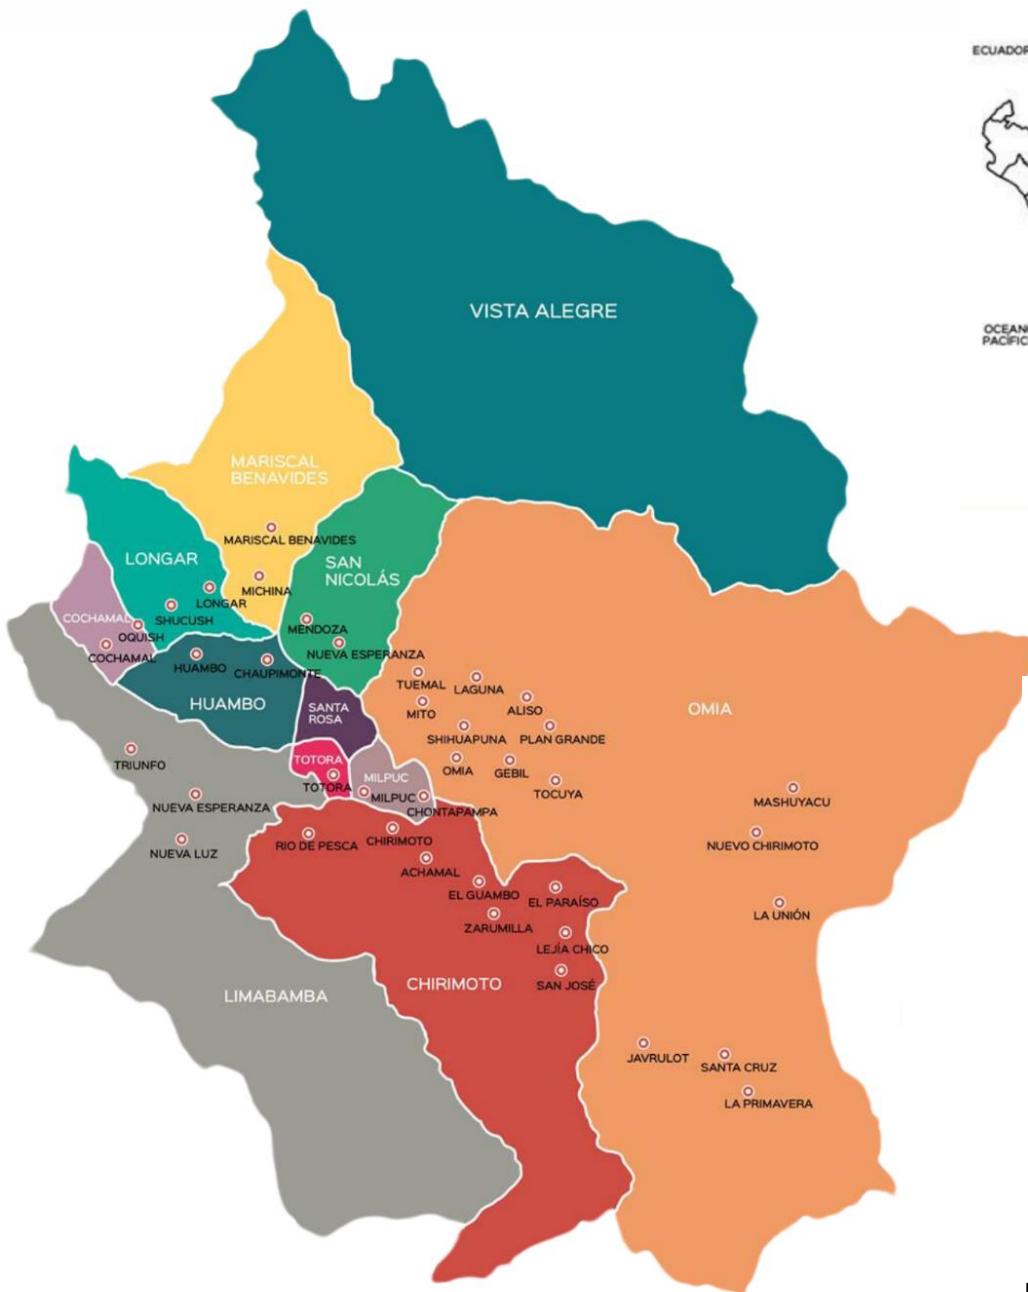 ECUADOR
VISTA ALEGRE
OCEANO
PACÍFIC
MARISCAL
BENAVIDES
MARISCAL BENAVIDES
LONGAR
SAN
NICOLÁS
MICHINA
LONGAR
COCHAMAL
SHUCUSH
OQUISH
MENDOZA
COCHAMAL
HUAMBO
CHAUPIMONTE
NUEVA ESPERANZA
TUEMAL
LAGUNA
HUAMBO
SANTA
ROSA
MITO
ALISO
OMIA
SHIHUAPUNA
PLAN GRANDE
TRIUNFO
TOTORA
OMIA
GEBIL
MILPUC
TOTORA
MILPUC
TOCUYA
NUEVA ESPERANZA
CHONTAPAMPA
MASHUYACU
NUEVA LUZ
RIO DE PESCA
CHIRIMOTO
NUEVO CHIRIMOTO
ACHAMAL
EL GUAMBO
EL PARAÍSO
LA UNIÓN
ZARUMILLA
LEJÍA CHICO
CHIRIMOTO
SAN JOSÉ
LIMABAMBA
JAVRULOT
SANTA CRUZ
LA PRIMAVERA